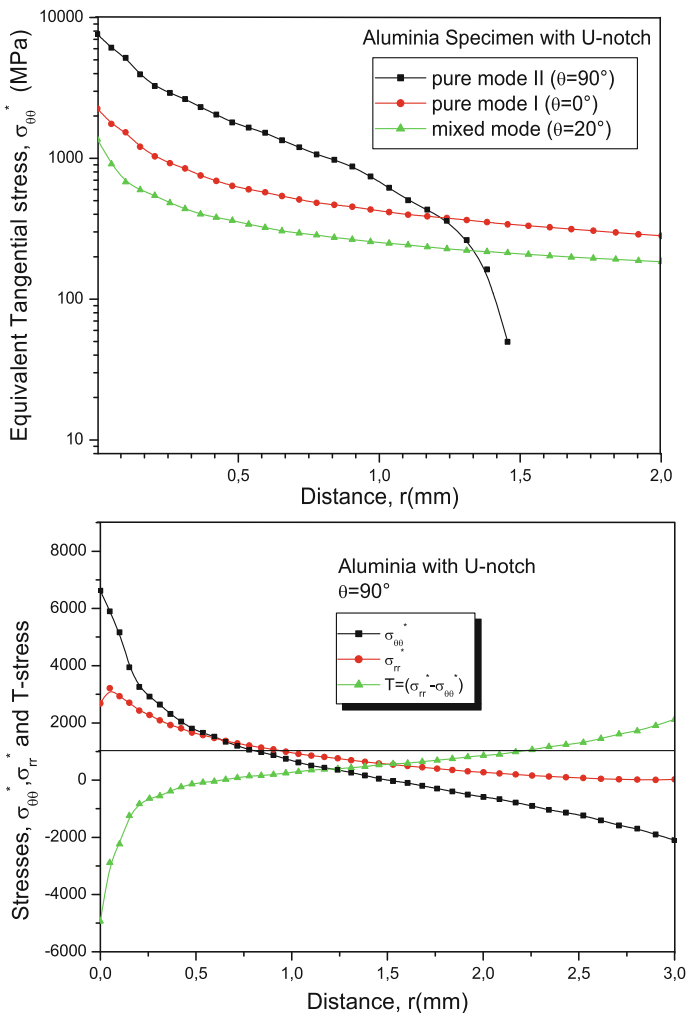 10000
1000
100
10
Equivalent Tangential stress, σθθ* (MPa)
Aluminia Specimen with U-notch
pure mode II (θ=90°)
pure mode I (θ=0°)
mixed mode (θ=20°)
0,5 1,0 1,5 2,0
Distance, r(mm)
8000
6000
4000
2000
0
-2000
-4000
-6000
Stresses, σθθ*,σrr* and T-stress
Aluminia with U-notch
θ=90°
σθθ*
σrr*
T=(σrr*-σθθ*)
0,0 0,5 1,0 1,5 2,0 2,5 3,0
Distance, r(mm)